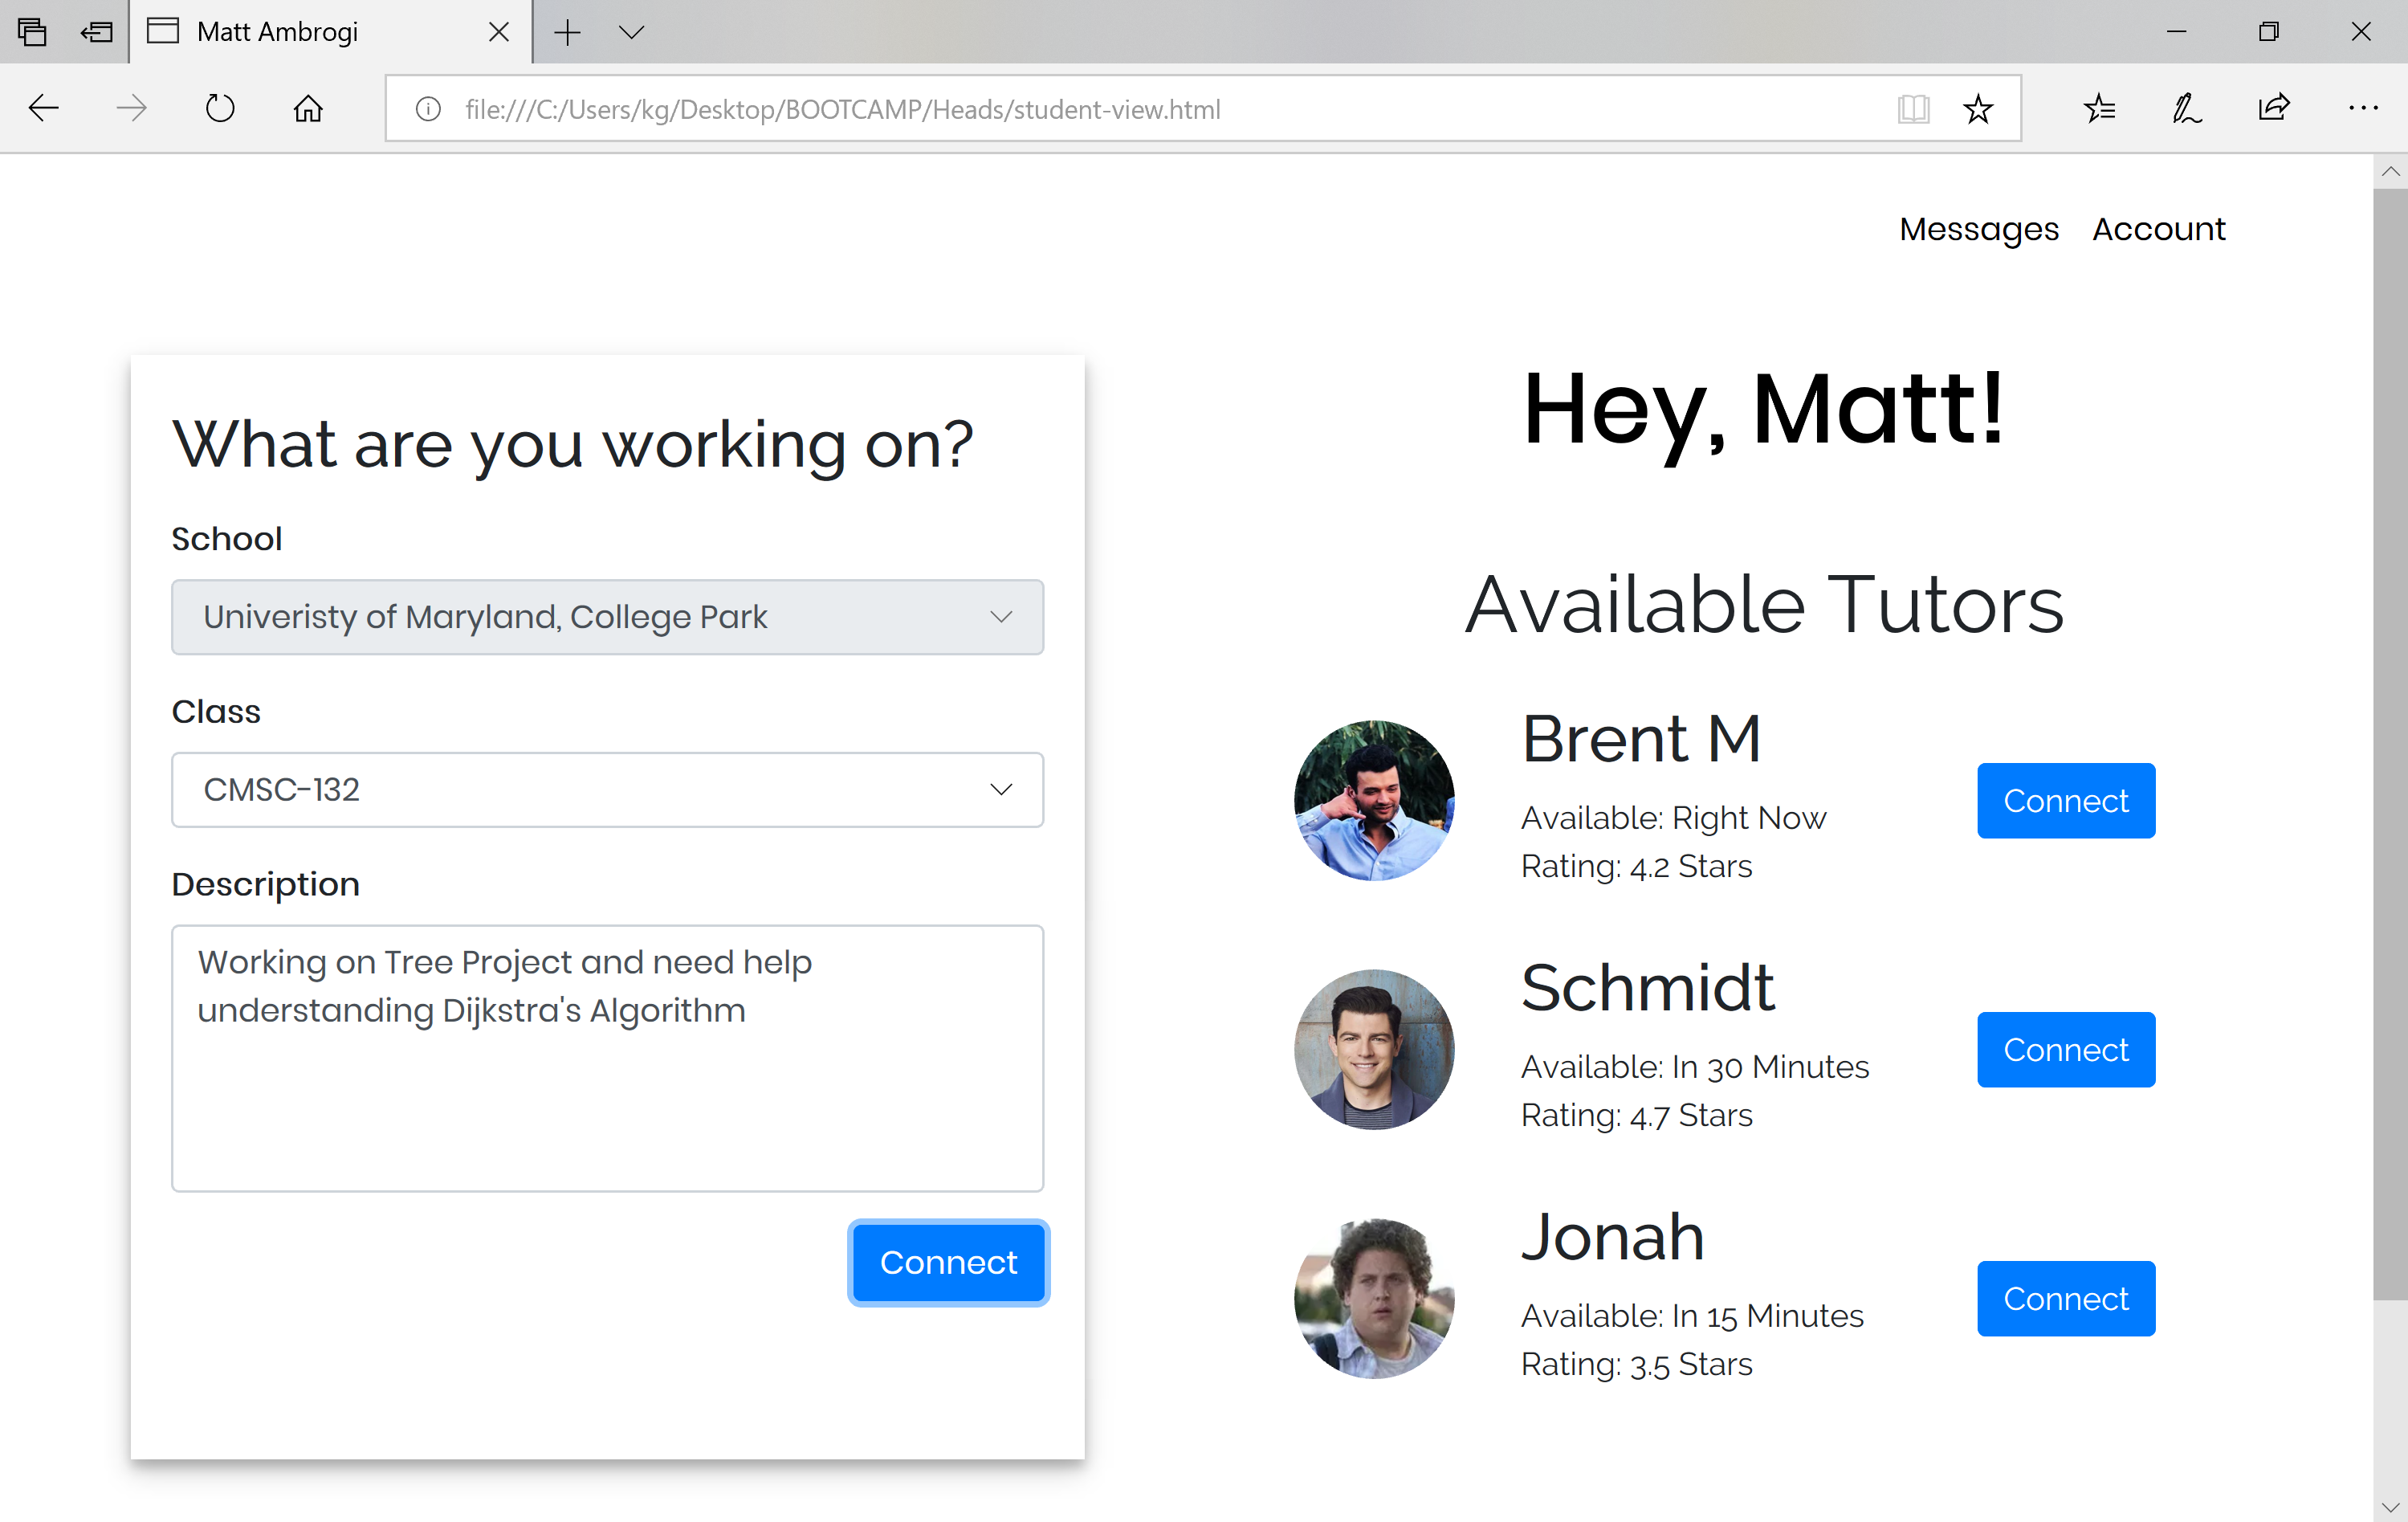 Matt Ambrogi
file:///C:/Users/kg/Desktop/BOOTCAMP/Heads/student-view.html
Messages Account
What are you working on?
School
Univeristy of Maryland, College Park
Class
CMSC-132
Description
Working on Tree Project and need help
understanding Dijkstra's Algorithm
Connect
Hey, Matt!
Available Tutors
Brent M
Available: Right Now
Rating: 4.2 Stars
Connect
Schmidt
Available: In 30 Minutes
Rating: 4.7 Stars
Connect
Jonah
Available: In 15 Minutes
Rating: 3.5 Stars
Connect